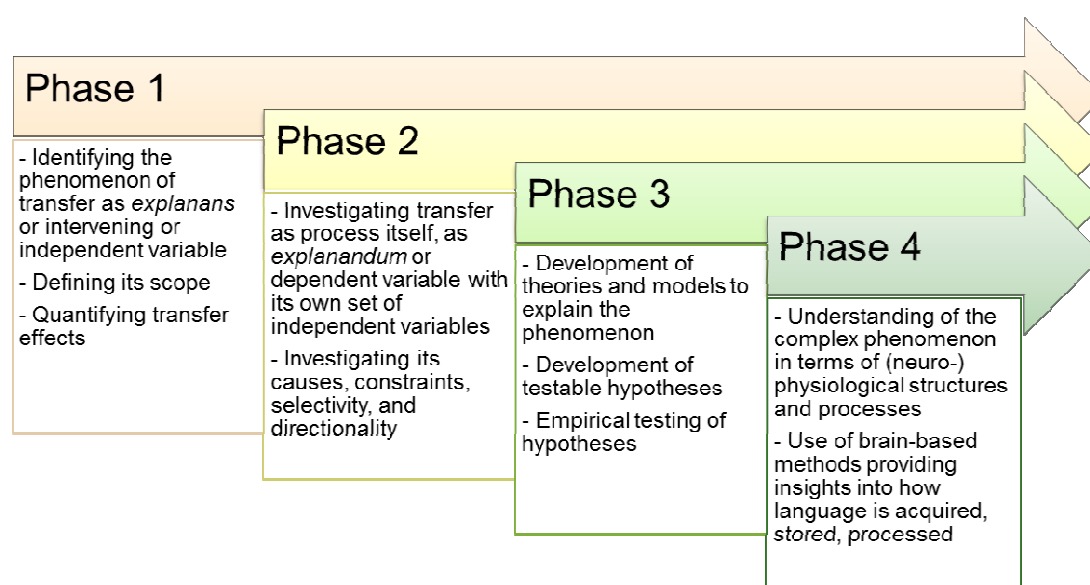 Phase 1
- Identifying the
phenomenon of
transfer as explanans
or intervening or
independent variable
- Defining its scope
- Quantifying transfer
effects
Phase 2
- Investigating transfer
as process itself, as
explanandum or
dependent variable with
its own set of
independent variables
- Investigating its
causes, constraints,
selectivity, and
directionality
Phase 3
- Development of
theories and models to
explain the
phenomenon
- Development of
testable hypotheses
- Empirical testing of
hypotheses
Phase 4
- Understanding of the
complex phenomenon
in terms of (neuro-)
physiological structures
and processes
- Use of brain-based
methods providing
insights into how
language is acquired,
stored, processed